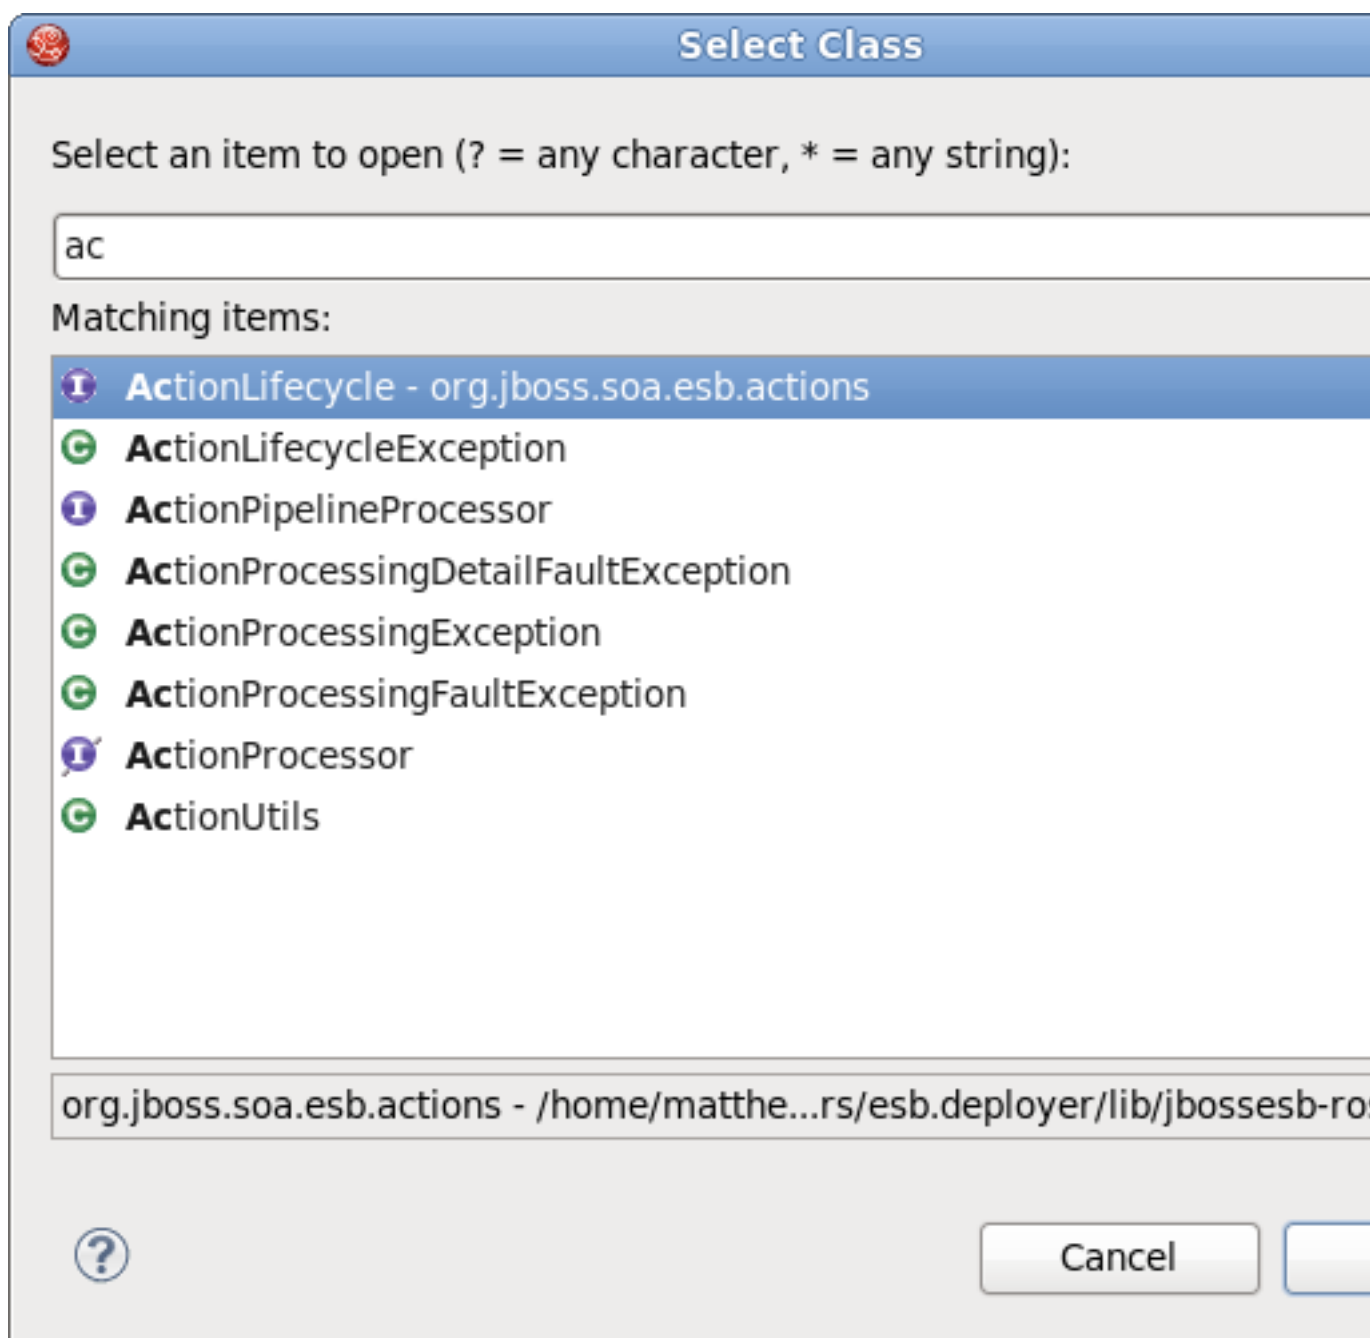 Select Class
Select an item to open (? = any character, * = any string):
ac
Matching items:
ActionLifecycle - org.jboss.soa.esb.actions
ActionLifecycleException
ActionPipelineProcessor
ActionProcessingDetailFaultException
ActionProcessingException
ActionProcessingFaultException
ActionProcessor
ActionUtils
org.jboss.soa.esb.actions - /home/matthe...rs/esb.deployer/lib/jbossesb-ro
Cancel